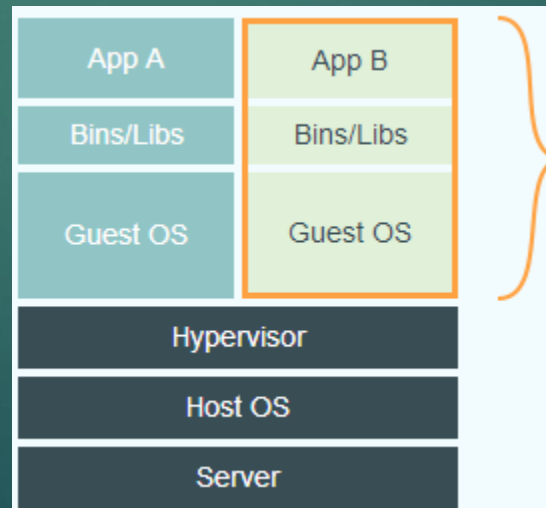 App A
App B
Bins/Libs
Bins/Libs
Guest OS
Guest OS
Hypervisor
Host OS
Server